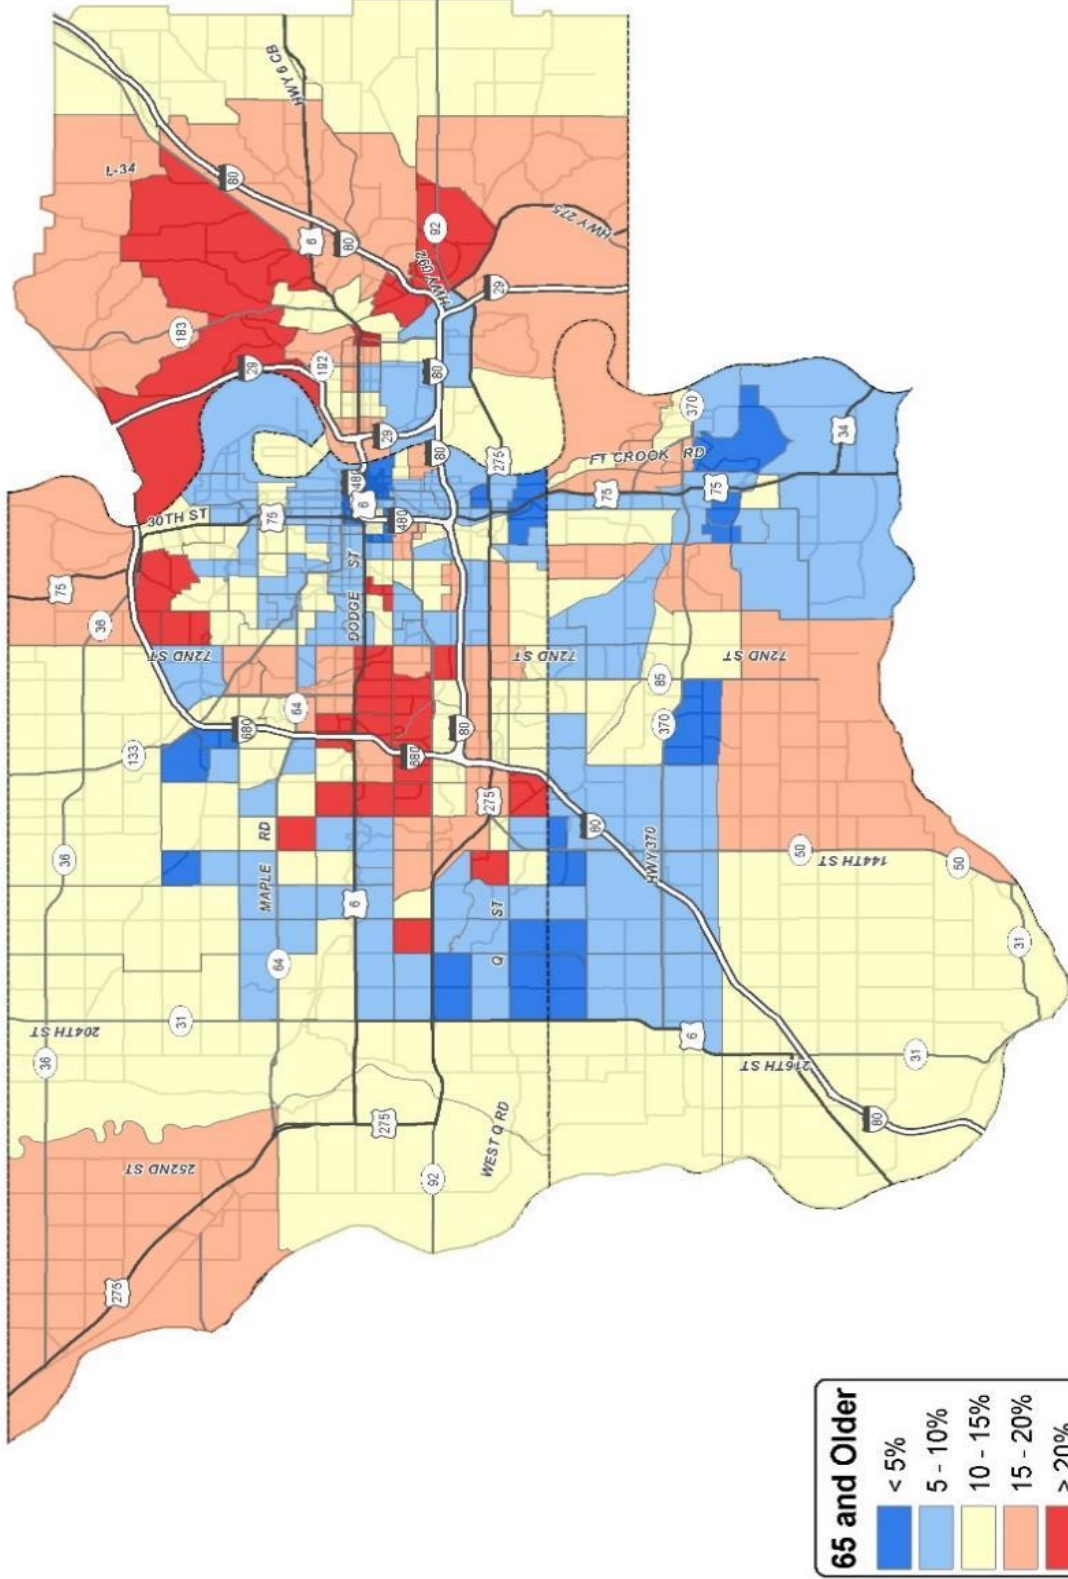 L-34
HWY 6 CB
80
6
80
92
HWY 092
HWY 275
29
183
29
192
80
29
80
370
34
FT CROOK RD
275
480
6
480
75
75
30TH ST
75
75
36
DODGE ST
72ND ST
72ND ST
72ND ST
85
370
64
680
133
680
80
275
80
MAPLE RD
36
HWY 370
50
144TH ST
50
6
64
Q ST
31
204TH ST
31
36
6
216TH ST
31
275
80
WEST Q RD
92
252ND ST
275
65 and Older
< 5%
5 - 10%
10 - 15%
15 - 20%
> 20%